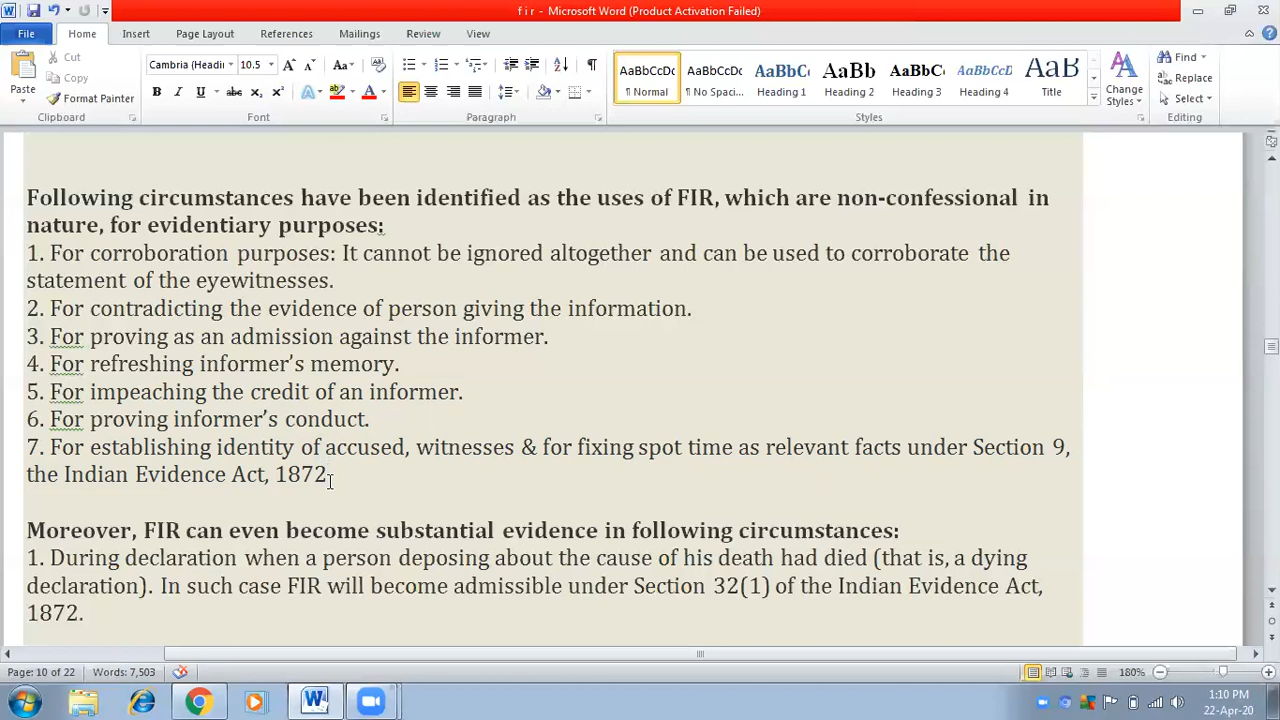 f i r - Microsoft Word (Product Activation Failed)
File Home Insert Page Layout References Mailings Review View
Cut
Copy
Format Painter
Paste
Cambria (Headi 10.5
AaBbCcDc AaBbCcDc AaBbC AaBb AaBbC AaBbCcD AaB
¶ Normal ¶ No Spaci... Heading 1 Heading 2 Heading 3 Heading 4 Title
Change Styles
Find
Replace
Select
Clipboard Font Paragraph Styles Editing
Following circumstances have been identified as the uses of FIR, which are non-confessional in
nature, for evidentiary purposes:
1. For corroboration purposes: It cannot be ignored altogether and can be used to corroborate the
statement of the eyewitnesses.
2. For contradicting the evidence of person giving the information.
3. For proving as an admission against the informer.
4. For refreshing informer’s memory.
5. For impeaching the credit of an informer.
6. For proving informer’s conduct.
7. For establishing identity of accused, witnesses & for fixing spot time as relevant facts under Section 9,
the Indian Evidence Act, 1872
Moreover, FIR can even become substantial evidence in following circumstances:
1. During declaration when a person deposing about the cause of his death had died (that is, a dying
declaration). In such case FIR will become admissible under Section 32(1) of the Indian Evidence Act,
1872.
Page: 10 of 22 Words: 7,503 180%
1:10 PM
22-Apr-20